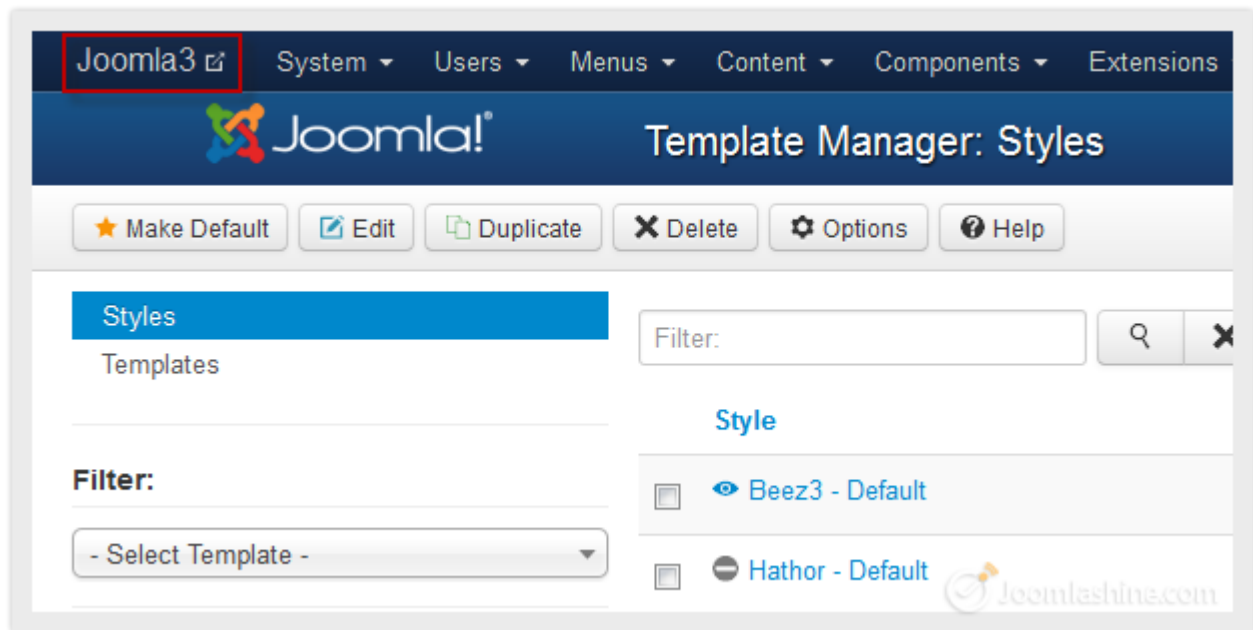 Joomla3 System Users Menus Content Components Extensions
Joomla!® Template Manager: Styles
Make Default Edit Duplicate Delete Options Help
Styles
Templates
Filter:
- Select Template -
Filter:
Style
Beez3 - Default
Hathor - Default
Joomlashine.com